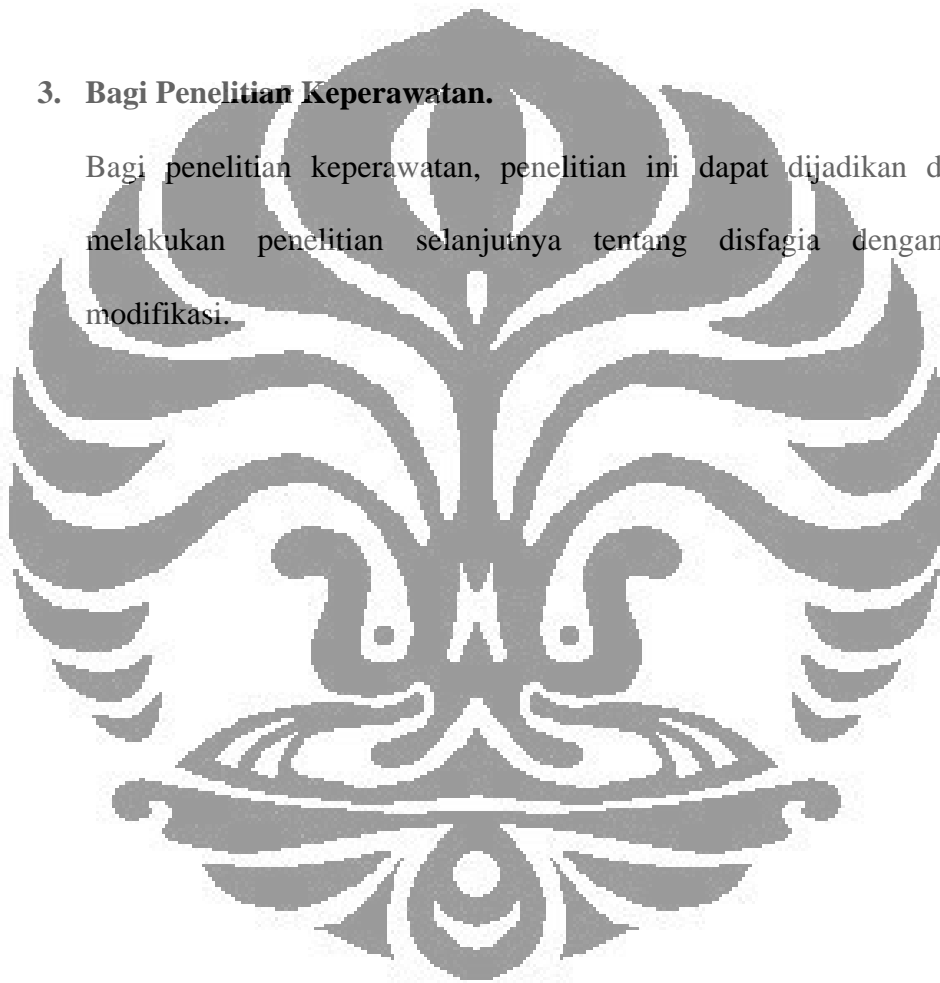 3. Bagi Penelitian Keperawatan.
Bagi penelitian keperawatan, penelitian ini dapat dijadikan
melakukan penelitian selanjutnya tentang disfagia dengan
modifikasi.